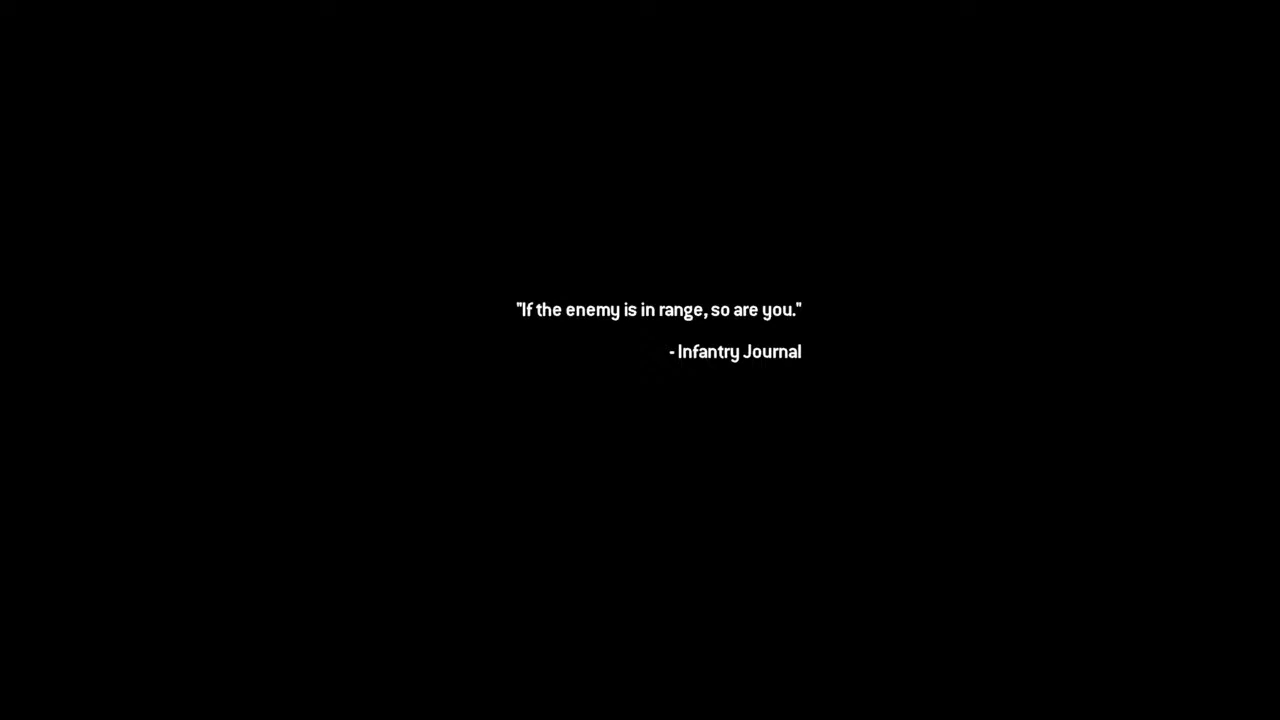 "If the enemy is in range, so are you."
- Infantry Journal